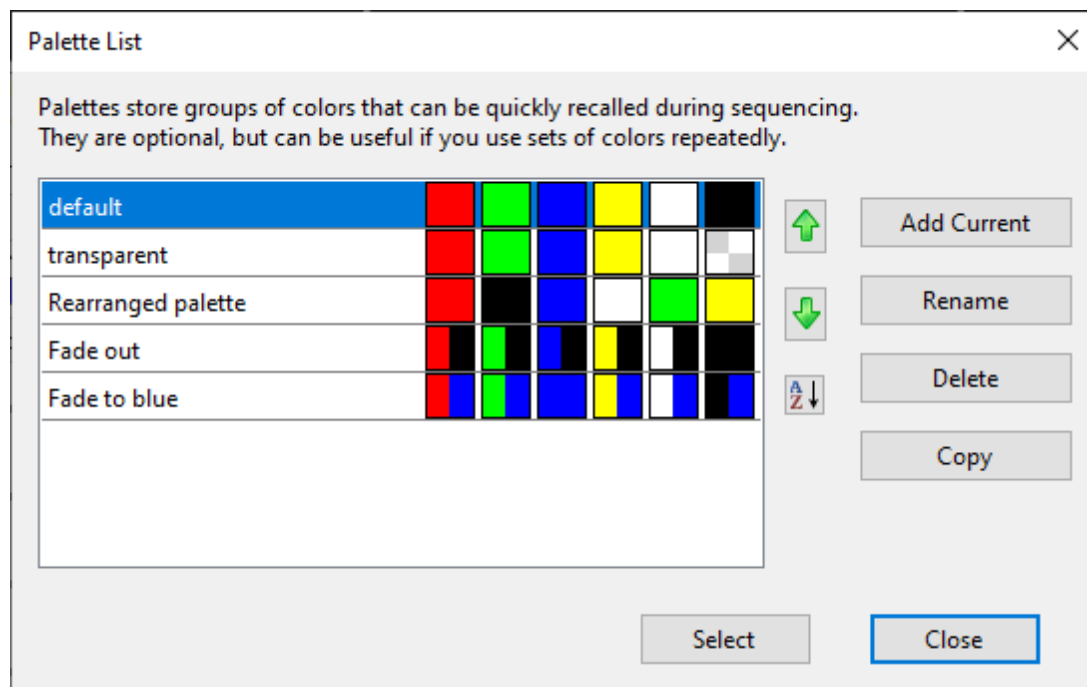 Palette List
Palettes store groups of colors that can be quickly recalled during sequencing.
They are optional, but can be useful if you use sets of colors repeatedly.
default
transparent
Rearranged palette
Fade out
Fade to blue
A
Z
Add Current
Rename
Delete
Copy
Select
Close